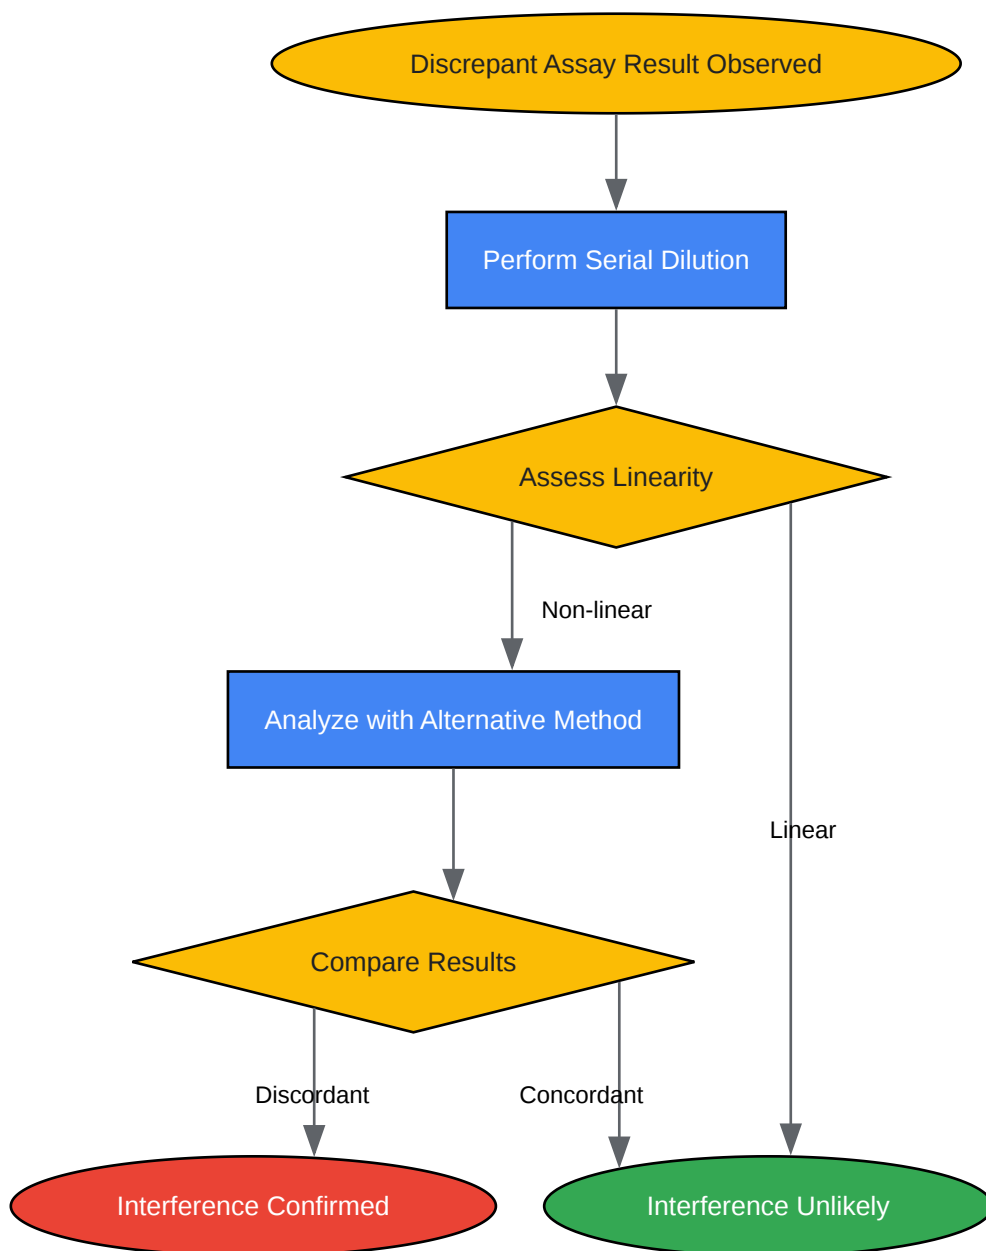 Discrepant Assay Result Observed
Perform Serial Dilution
Assess Linearity
Non-linear
Analyze with Alternative Method
Linear
Compare Results
Discordant
Concordant
Interference Confirmed
Interference Unlikely